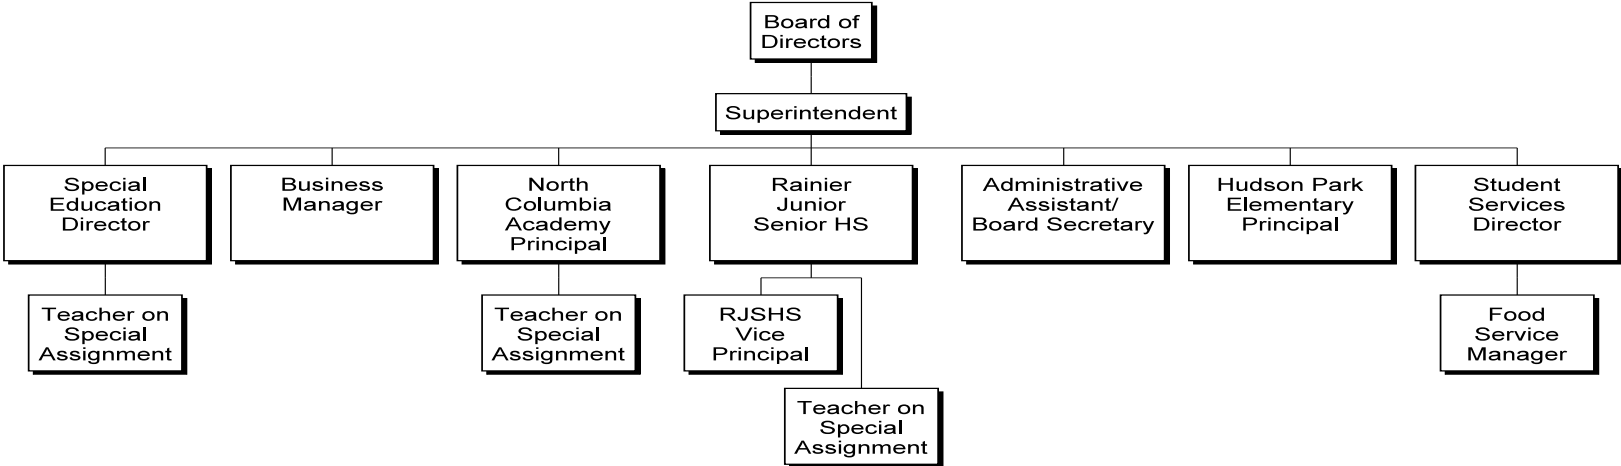 Board of
Directors
Superintendent
Special
Education
Director
Business
Manager
North
Columbia
Academy
Principal
Rainier
Junior
Senior HS
Administrative
Assistant/
Board Secretary
Hudson Park
Elementary
Principal
Student
Services
Director
Teacher on
Special
Assignment
Teacher on
Special
Assignment
RJSHS
Vice
Principal
Food
Service
Manager
Teacher on
Special
Assignment